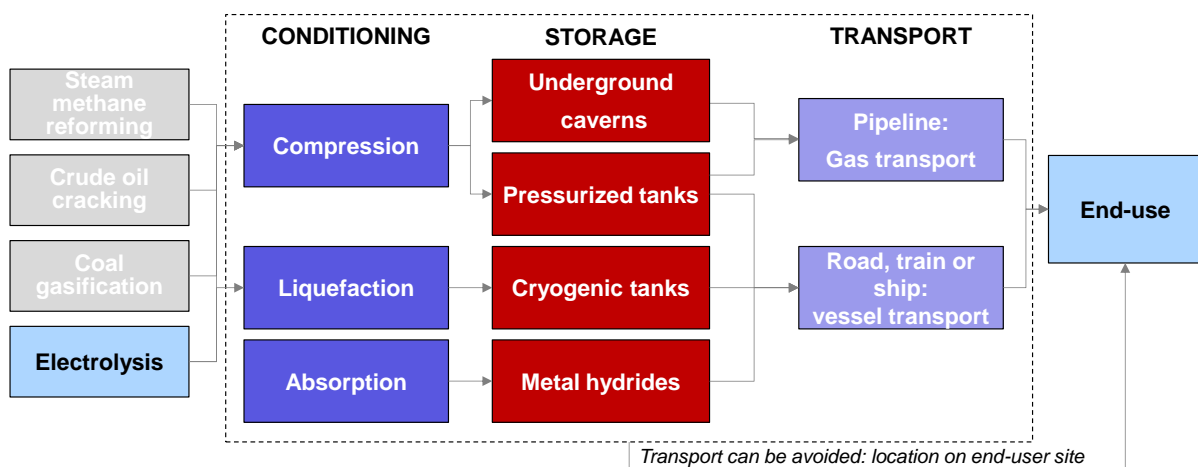 CONDITIONING
STORAGE
TRANSPORT
Steam
methane
reforming
Crude oil
cracking
Coal
gasification
Electrolysis
Compression
Liquefaction
Absorption
Underground
caverns
Pressurized tanks
Cryogenic tanks
Metal hydrides
Pipeline:
Gas transport
Road, train or
ship:
vessel transport
End-use
Transport can be avoided: location on end-user site